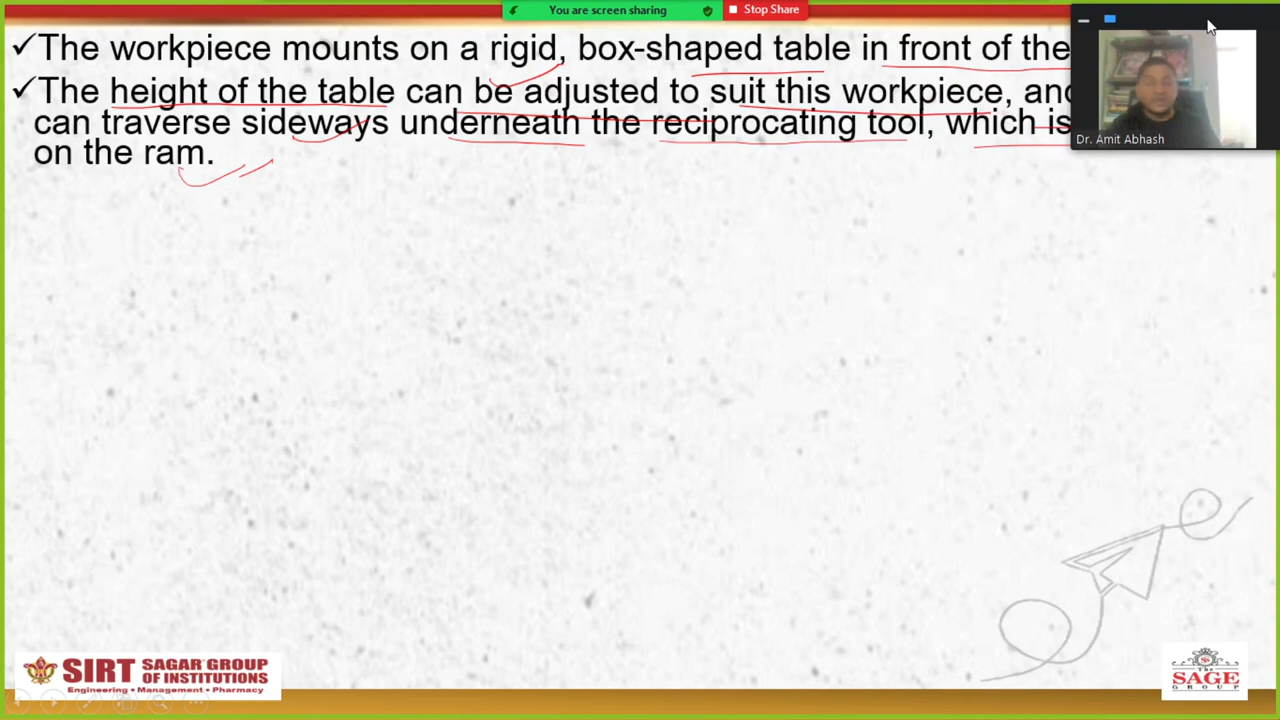 You are screen sharing
Stop Share
✓The workpiece mounts on a rigid, box-shaped table in front of the
✓The height of the table can be adjusted to suit this workpiece, and
can traverse sideways underneath the reciprocating tool, which is
on the ram.
Dr. Amit Abhash
SIRT SAGAR GROUP
OF INSTITUTIONS
Engineering • Management • Pharmacy
The
SAGE
GROUP